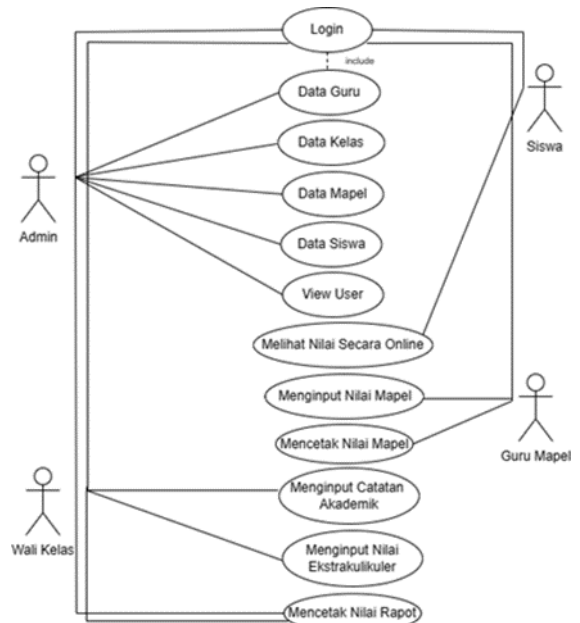 Login
include
Data Guru
Siswa
Data Kelas
Data Mapel
Admin
Data Siswa
View User
Melihat Nilai Secara Online
Menginput Nilai Mapel
Mencetak Nilai Mapel
Guru Mapel
Menginput Catatan
Akademik
Wali Kelas
Menginput Nilai
Ekstrakulikuler
Mencetak Nilai Rapot